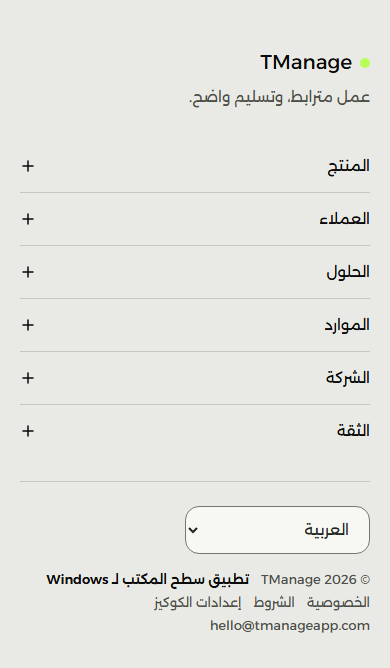 TManage
عمل مترابط، وتسليم واضح.
المنتج
العملاء
الحلول
الموارد
الشركة
الثقة
العربية
© 2026 TManage تطبيق سطح المكتب لـ Windows
الخصوصية الشروط إعدادات الكوكيز
hello@tmanageapp.com